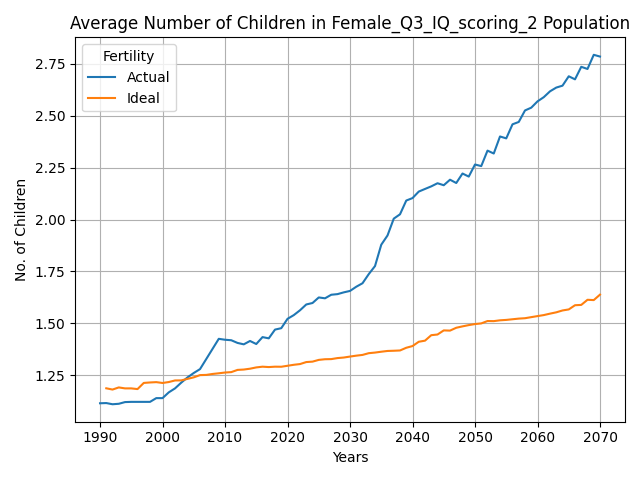 Average Number of Children in Female_Q3_IQ_scoring_2 Population
Fertility
Actual
Ideal
No. of Children
2.75
2.50
2.25
2.00
1.75
1.50
1.25
1990 2000 2010 2020 2030 2040 2050 2060 2070
Years